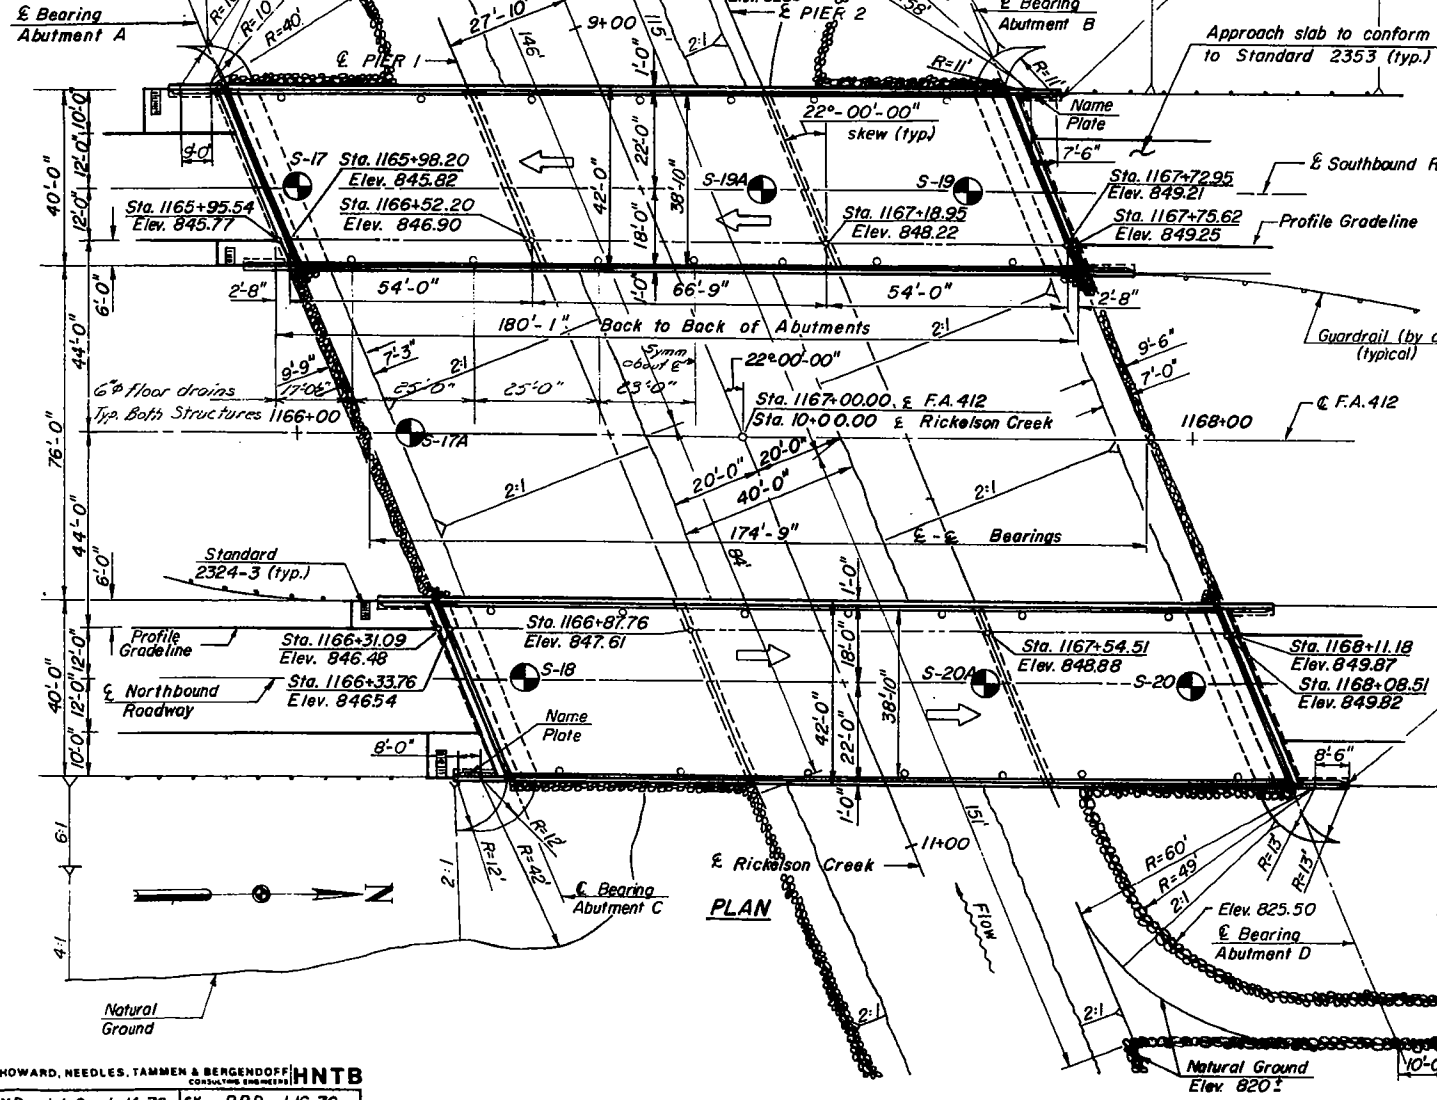 ℄ Bearing
Abutment A
R=10'
R=40'
27'-10"
146'
9+00
115'
℄ PIER 1
℄ PIER 2
2:1
58'
℄ Bearing
Abutment B
Approach slab to conform
to Standard 2353 (typ.)
R=11'
R=11'
Name
Plate
1'-0"
22°-00'-00"
skew (typ.)
10'-0"
12'-0"
12'-0"
40'-0"
9'-0"
7'-6"
S-17
Sta. 1165+98.20
Elev. 845.82
Sta. 1165+95.54
Elev. 845.77
Sta. 1166+52.20
Elev. 846.90
42'-0"
22'-0"
18'-0"
38'-10"
S-19A
S-19
Sta. 1167+18.95
Elev. 848.22
Sta. 1167+72.95
Elev. 849.21
Sta. 1167+75.62
Elev. 849.25
℄ Southbound R
Profile Gradeline
6'-0"
2'-8"
54'-0"
1'-0"
66'-9"
54'-0"
2'-8"
180'-1" Back to Back of Abutments
2:1
Guardrail (by
(typical)
44'-0"
9'-9"
7'-3"
2:1
Symm
about ℄
22°00'-00"
9'-6"
7'-0"
6"φ floor drains
Typ. Both Structures
25'-0"
25'-0"
23'-0"
1166+00
Sta. 1167+00.00 ℄ F.A. 412
Sta. 10+00.00 ℄ Rickelson Creek
1168+00
℄ F.A. 412
76'-0"
S-17A
20'-0"
20'-0"
40'-0"
2:1
2:1
44'-0"
174'-9"
℄ - ℄ Bearings
84'
6'-0"
Standard
2324-3 (typ.)
1'-0"
Profile
Gradeline
Sta. 1166+31.09
Elev. 846.48
Sta. 1166+87.76
Elev. 847.61
18'-0"
Sta. 1167+54.51
Elev. 848.88
Sta. 1168+11.18
Elev. 849.87
40'-0"
12'-0"
12'-0"
10'-0"
℄ Northbound
Roadway
Sta. 1166+33.76
Elev. 846.54
S-18
S-20A
S-20
Sta. 1168+08.51
Elev. 849.82
42'-0"
22'-0"
38'-10"
Name
Plate
8'-0"
8'-6"
1'-0"
6:1
2:1
R=12'
R=12'
R=42'
℄ Rickelson Creek
11+00
151'
R=60'
R=49'
R=13'
R=13'
N
℄ Bearing
Abutment C
PLAN
Flow
2:1
Elev. 825.50
℄ Bearing
Abutment D
4:1
Natural
Ground
2:1
2:1
Natural Ground
Elev. 820±
HOWARD, NEEDLES, TAMMEN & BERGENDOFF HNTB
CONSULTING ENGINEERS